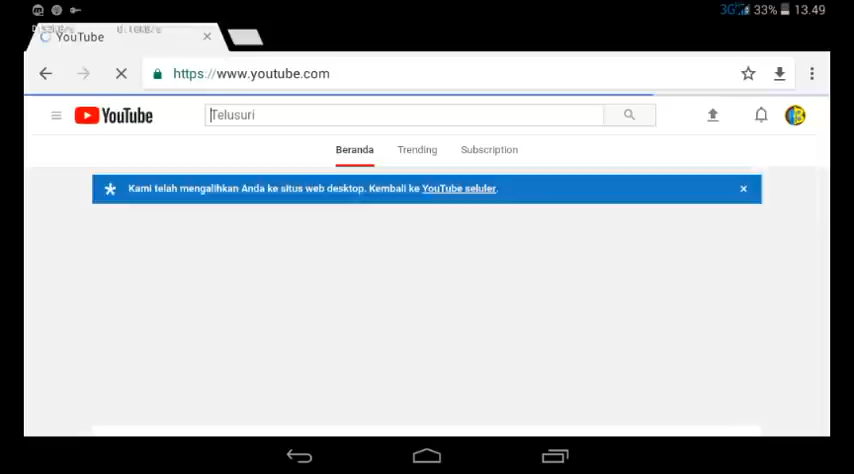 3G 33% 13.49
YouTube
https://www.youtube.com
YouTube Telusuri
Beranda Trending Subscription
Kami telah mengalihkan Anda ke situs web desktop. Kembali ke YouTube seluler.